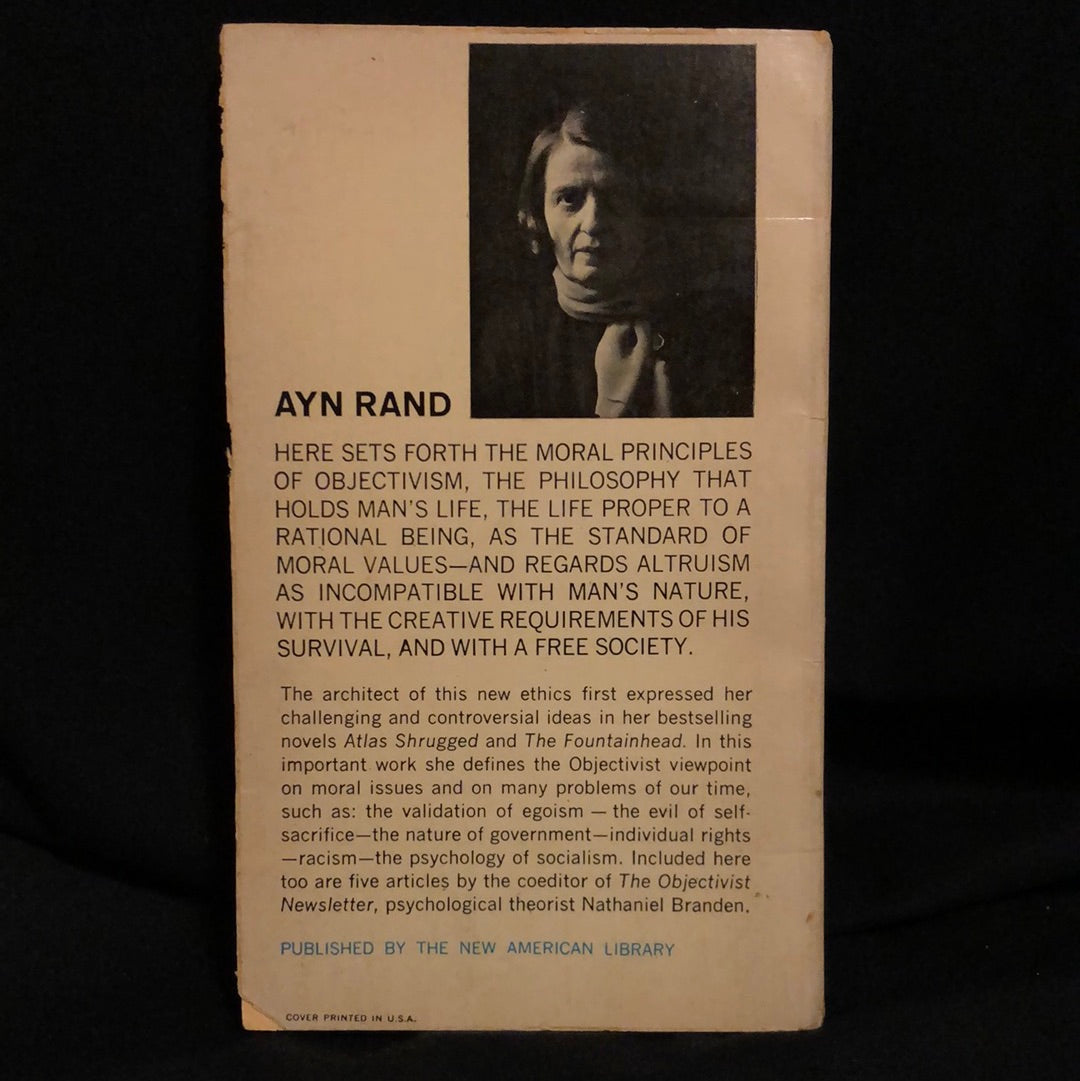 AYN RAND
HERE SETS FORTH THE MORAL PRINCIPLES
OF OBJECTIVISM, THE PHILOSOPHY THAT
HOLDS MAN'S LIFE, THE LIFE PROPER TO A
RATIONAL BEING, AS THE STANDARD OF
MORAL VALUES—AND REGARDS ALTRUISM
AS INCOMPATIBLE WITH MAN'S NATURE,
WITH THE CREATIVE REQUIREMENTS OF HIS
SURVIVAL, AND WITH A FREE SOCIETY.
The architect of this new ethics first expressed her
challenging and controversial ideas in her bestselling
novels Atlas Shrugged and The Fountainhead. In this
important work she defines the Objectivist viewpoint
on moral issues and on many problems of our time,
such as: the validation of egoism — the evil of self-
sacrifice—the nature of government—individual rights
—racism—the psychology of socialism. Included here
too are five articles by the coeditor of The Objectivist
Newsletter, psychological theorist Nathaniel Branden.
PUBLISHED BY THE NEW AMERICAN LIBRARY
COVER PRINTED IN U.S.A.